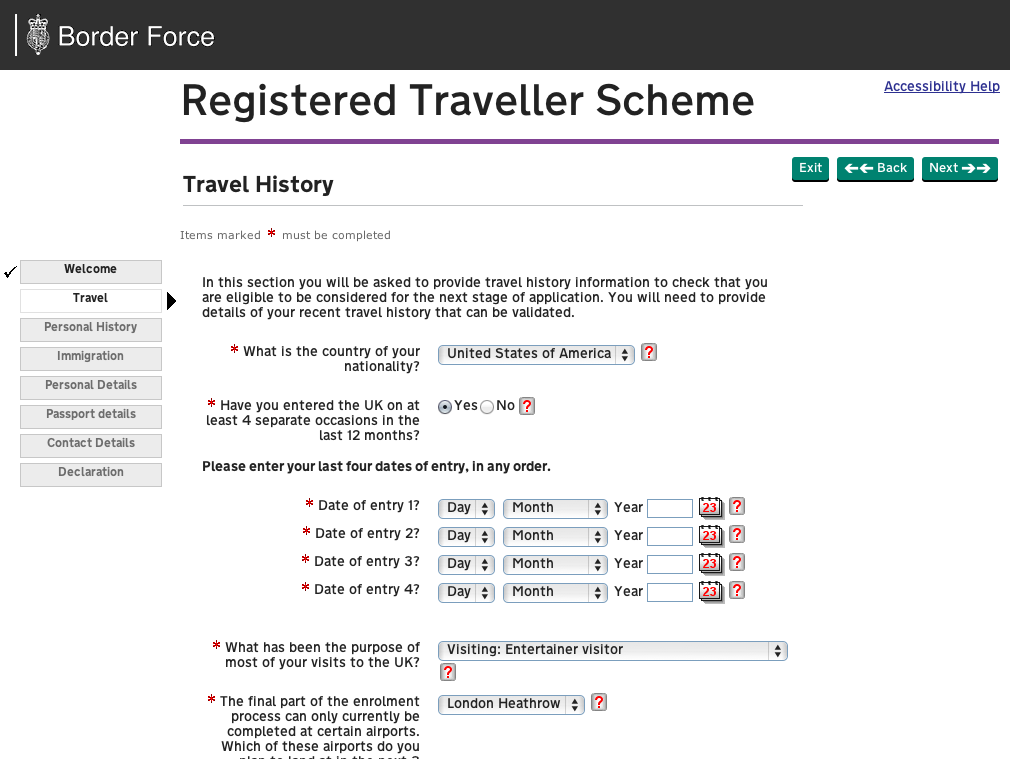 Border Force
Registered Traveller Scheme
Accessibility Help
Travel History
Exit
Back
Next
Items marked * must be completed
Welcome
Travel
Personal History
Immigration
Personal Details
Passport details
Contact Details
Declaration
In this section you will be asked to provide travel history information to check that you
are eligible to be considered for the next stage of application. You will need to provide
details of your recent travel history that can be validated.
* What is the country of your
nationality?
United States of America ?
* Have you entered the UK on at
least 4 separate occasions in the
last 12 months?
Yes No ?
Please enter your last four dates of entry, in any order.
* Date of entry 1? Day Month Year 23 ?
* Date of entry 2? Day Month Year 23 ?
* Date of entry 3? Day Month Year 23 ?
* Date of entry 4? Day Month Year 23 ?
* What has been the purpose of
most of your visits to the UK?
Visiting: Entertainer visitor
?
* The final part of the enrolment
process can only currently be
completed at certain airports.
Which of these airports do you
London Heathrow ?